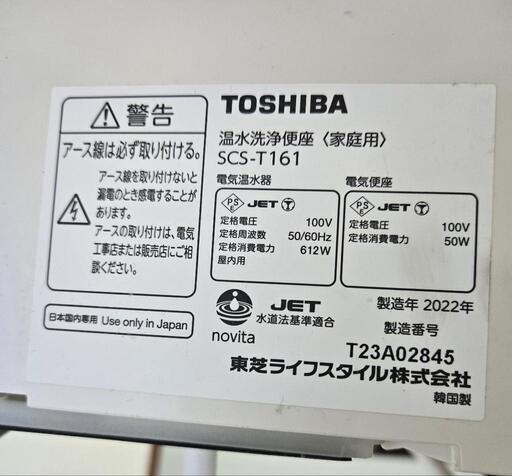 警告
アース線は必ず取り付ける。
アース線を取り付けないと
漏電のとき感電することが
あります。
アースの取り付けは、電気
工事店または販売店にご相
談ください。
日本国内専用 Use only in Japan
TOSHIBA
温水洗浄便座〈家庭用〉
SCS-T161
電気温水器
PSE JET T
定格電圧 100V
定格周波数 50/60Hz
定格消費電力 612W
屋内用
電気便座
PSE JET T
定格電圧 100V
定格消費電力 50W
novita
JET
水道法基準適合
製造年 2022年
製造番号
T23A02845
東芝ライフスタイル株式会社
韓国製